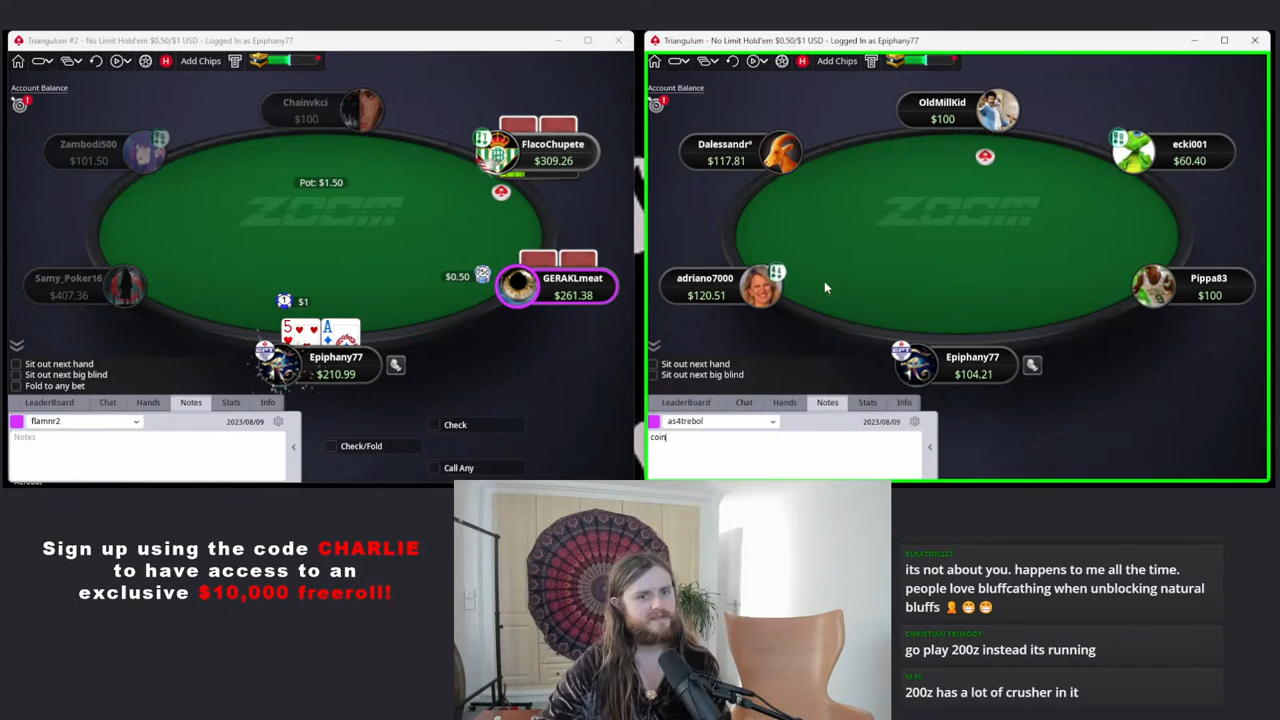 Triangulum #2 - No Limit Hold'em $0.50/$1 USD - Logged In as Epiphany77
Add Chips
Account Balance
Chainvkci
$100
Zambodi500
$101.50
FlacoChupete
$309.26
Pot: $1.50
ZOOM
Samy_Poker16
$407.36
$0.50
GERAKLmeat
$261.38
$1
5 A
Epiphany77
$210.99
Sit out next hand
Sit out next big blind
Fold to any bet
LeaderBoard Chat Hands Notes Stats Info
flamnr2 2023/08/09
Notes
Check/Fold
Check
Call Any
Triangulum - No Limit Hold'em $0.50/$1 USD - Logged In as Epiphany77
Add Chips
Account Balance
OldMillKid
$100
Dalessandr°
$117.81
ecki001
$60.40
ZOOM
adriano7000
$120.51
Pippa83
$100
Epiphany77
$104.21
Sit out next hand
Sit out next big blind
LeaderBoard Chat Hands Notes Stats Info
as4trebol 2023/08/09
coin
Sign up using the code CHARLIE
to have access to an
exclusive $10,000 freeroll!
ELRATON227
its not about you. happens to me all the time.
people love bluffcathing when unblocking natural
bluffs
CHRISTIAN FRIMODT
go play 200z instead its running
M M
200z has a lot of crusher in it